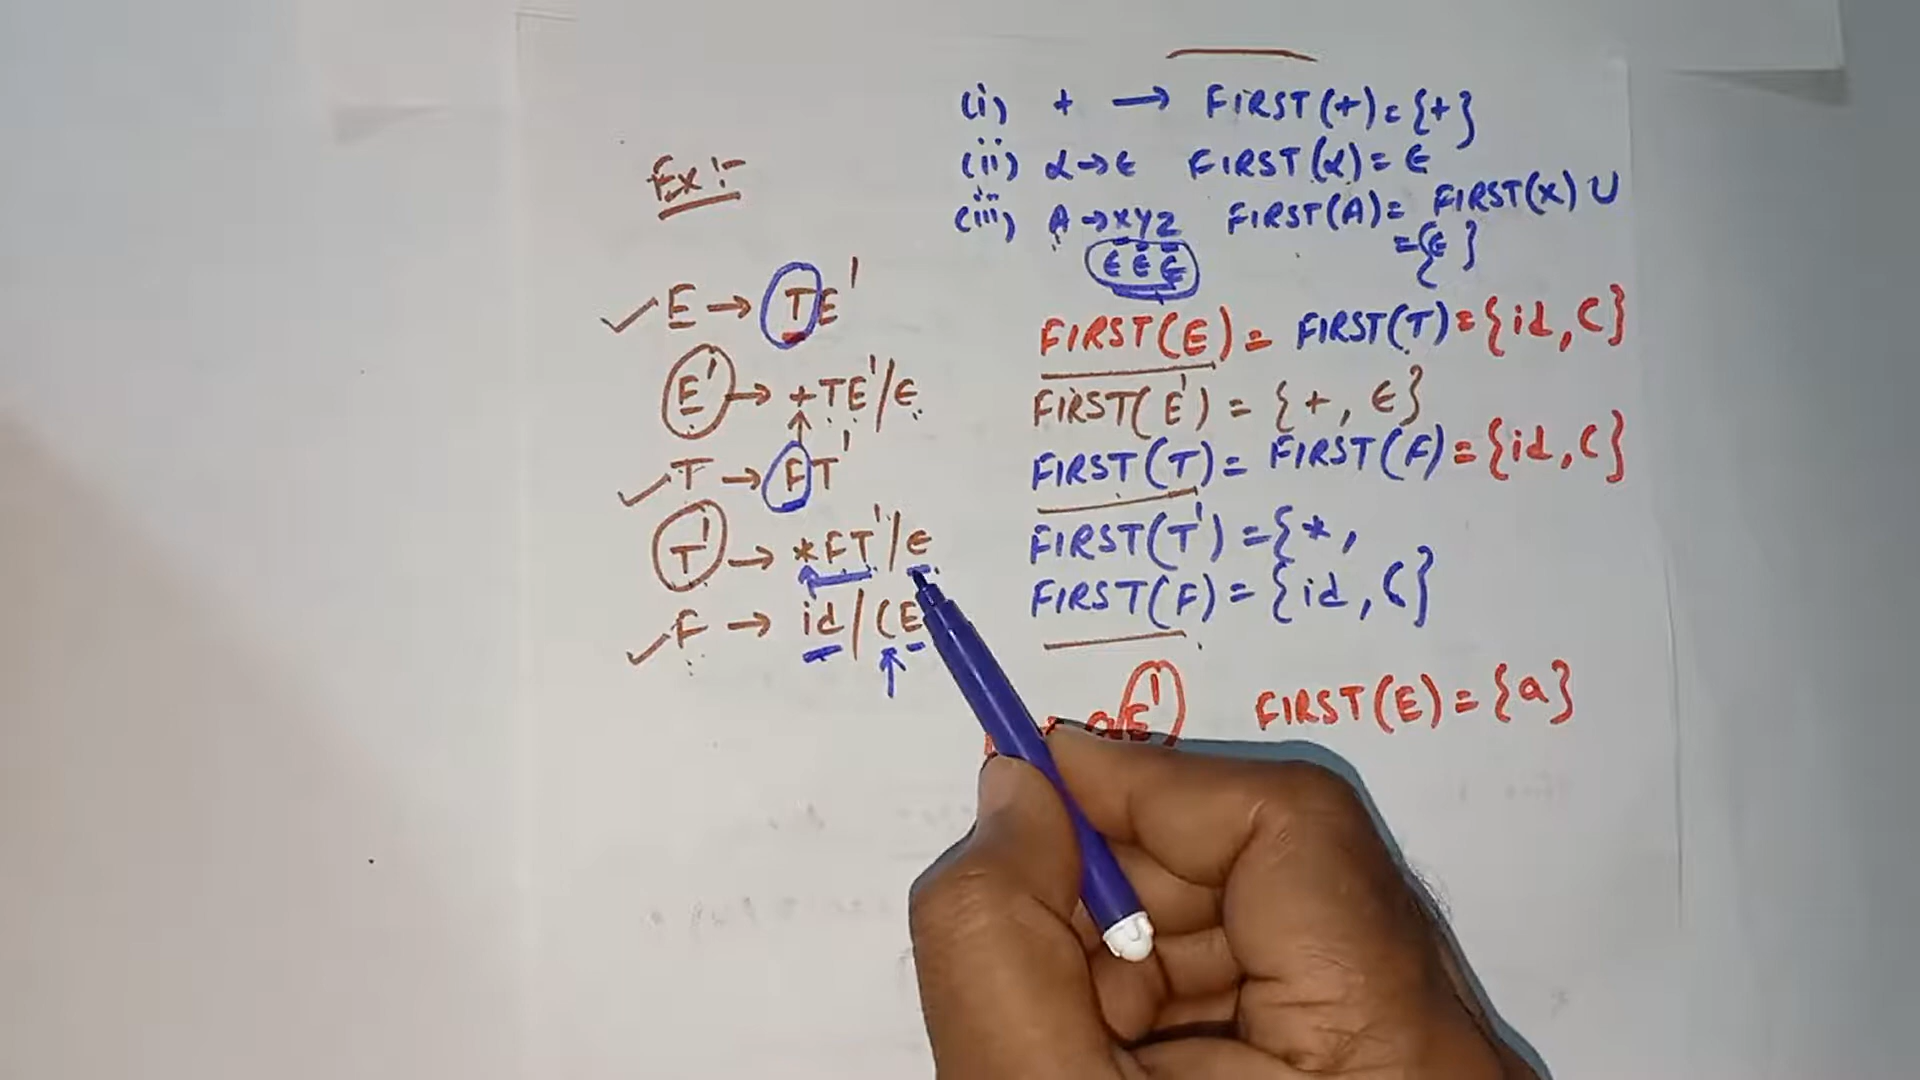 (i) + → FIRST(+) = {+}
(ii) α→ϵ FIRST(α) = ϵ
(iii) A→XYZ FIRST(A) = FIRST(X) ∪
= {ϵ}
ϵ ϵ ϵ
Ex:-
E → TE'
E' → +TE'/ϵ
T → FT'
T' → *FT'/ϵ
F → id/(E
FIRST(E) = FIRST(T) = {id, (}
FIRST(E') = {+, ϵ}
FIRST(T) = FIRST(F) = {id, (}
FIRST(T') = {*,
FIRST(F) = {id, (}
aE' FIRST(E) = {a}